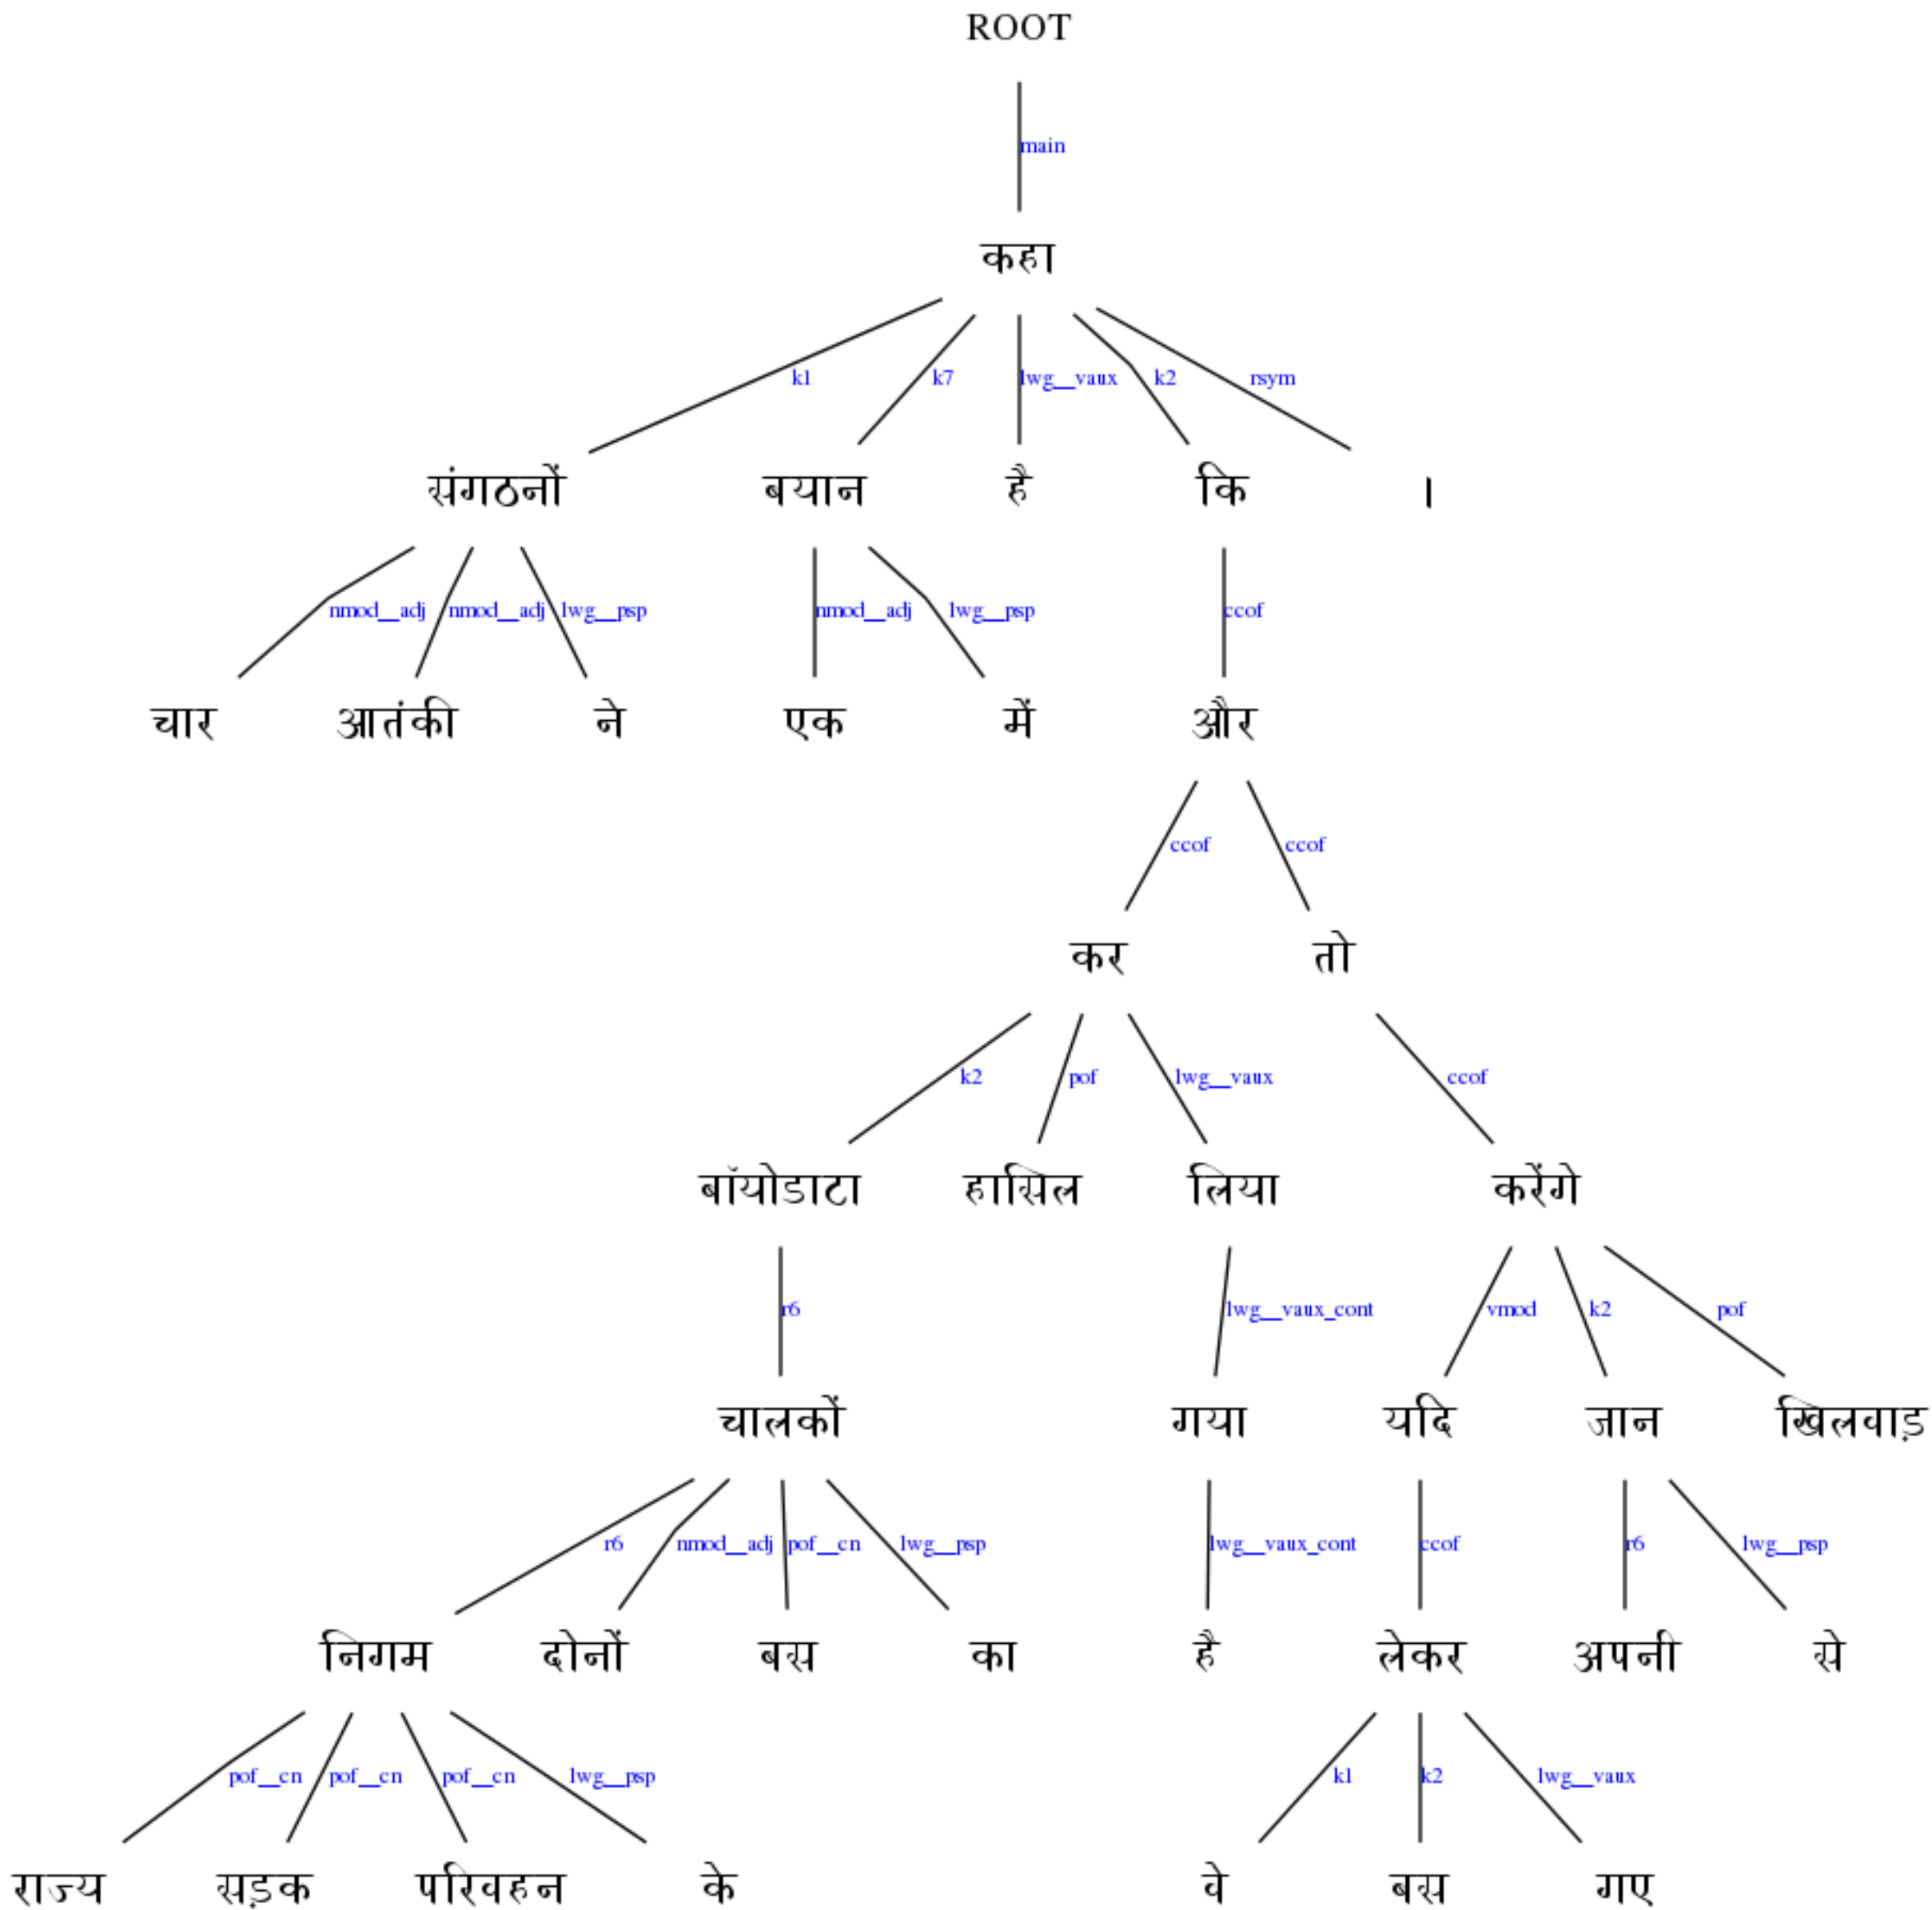 ROOT
main
कहा
k1 k7 lwg__vaux k2 rsym
संगठनों बयान है कि ।
nmod__adj nmod__adj lwg__psp nmod__adj lwg__psp ccof
चार आतंकी ने एक में और
ccof ccof
कर तो
k2 pof lwg__vaux ccof
बॉयोडाटा हासिल लिया करेंगे
r6 lwg__vaux_cont vmod k2 pof
चालकों गया यदि जान खिलवाड़
r6 nmod__adj pof__cn lwg__psp lwg__vaux_cont ccof r6 lwg__psp
निगम दोनों बस का है लेकर अपनी से
pof__cn pof__cn pof__cn lwg__psp k1 k2 lwg__vaux
राज्य सड़क परिवहन के वे बस गए